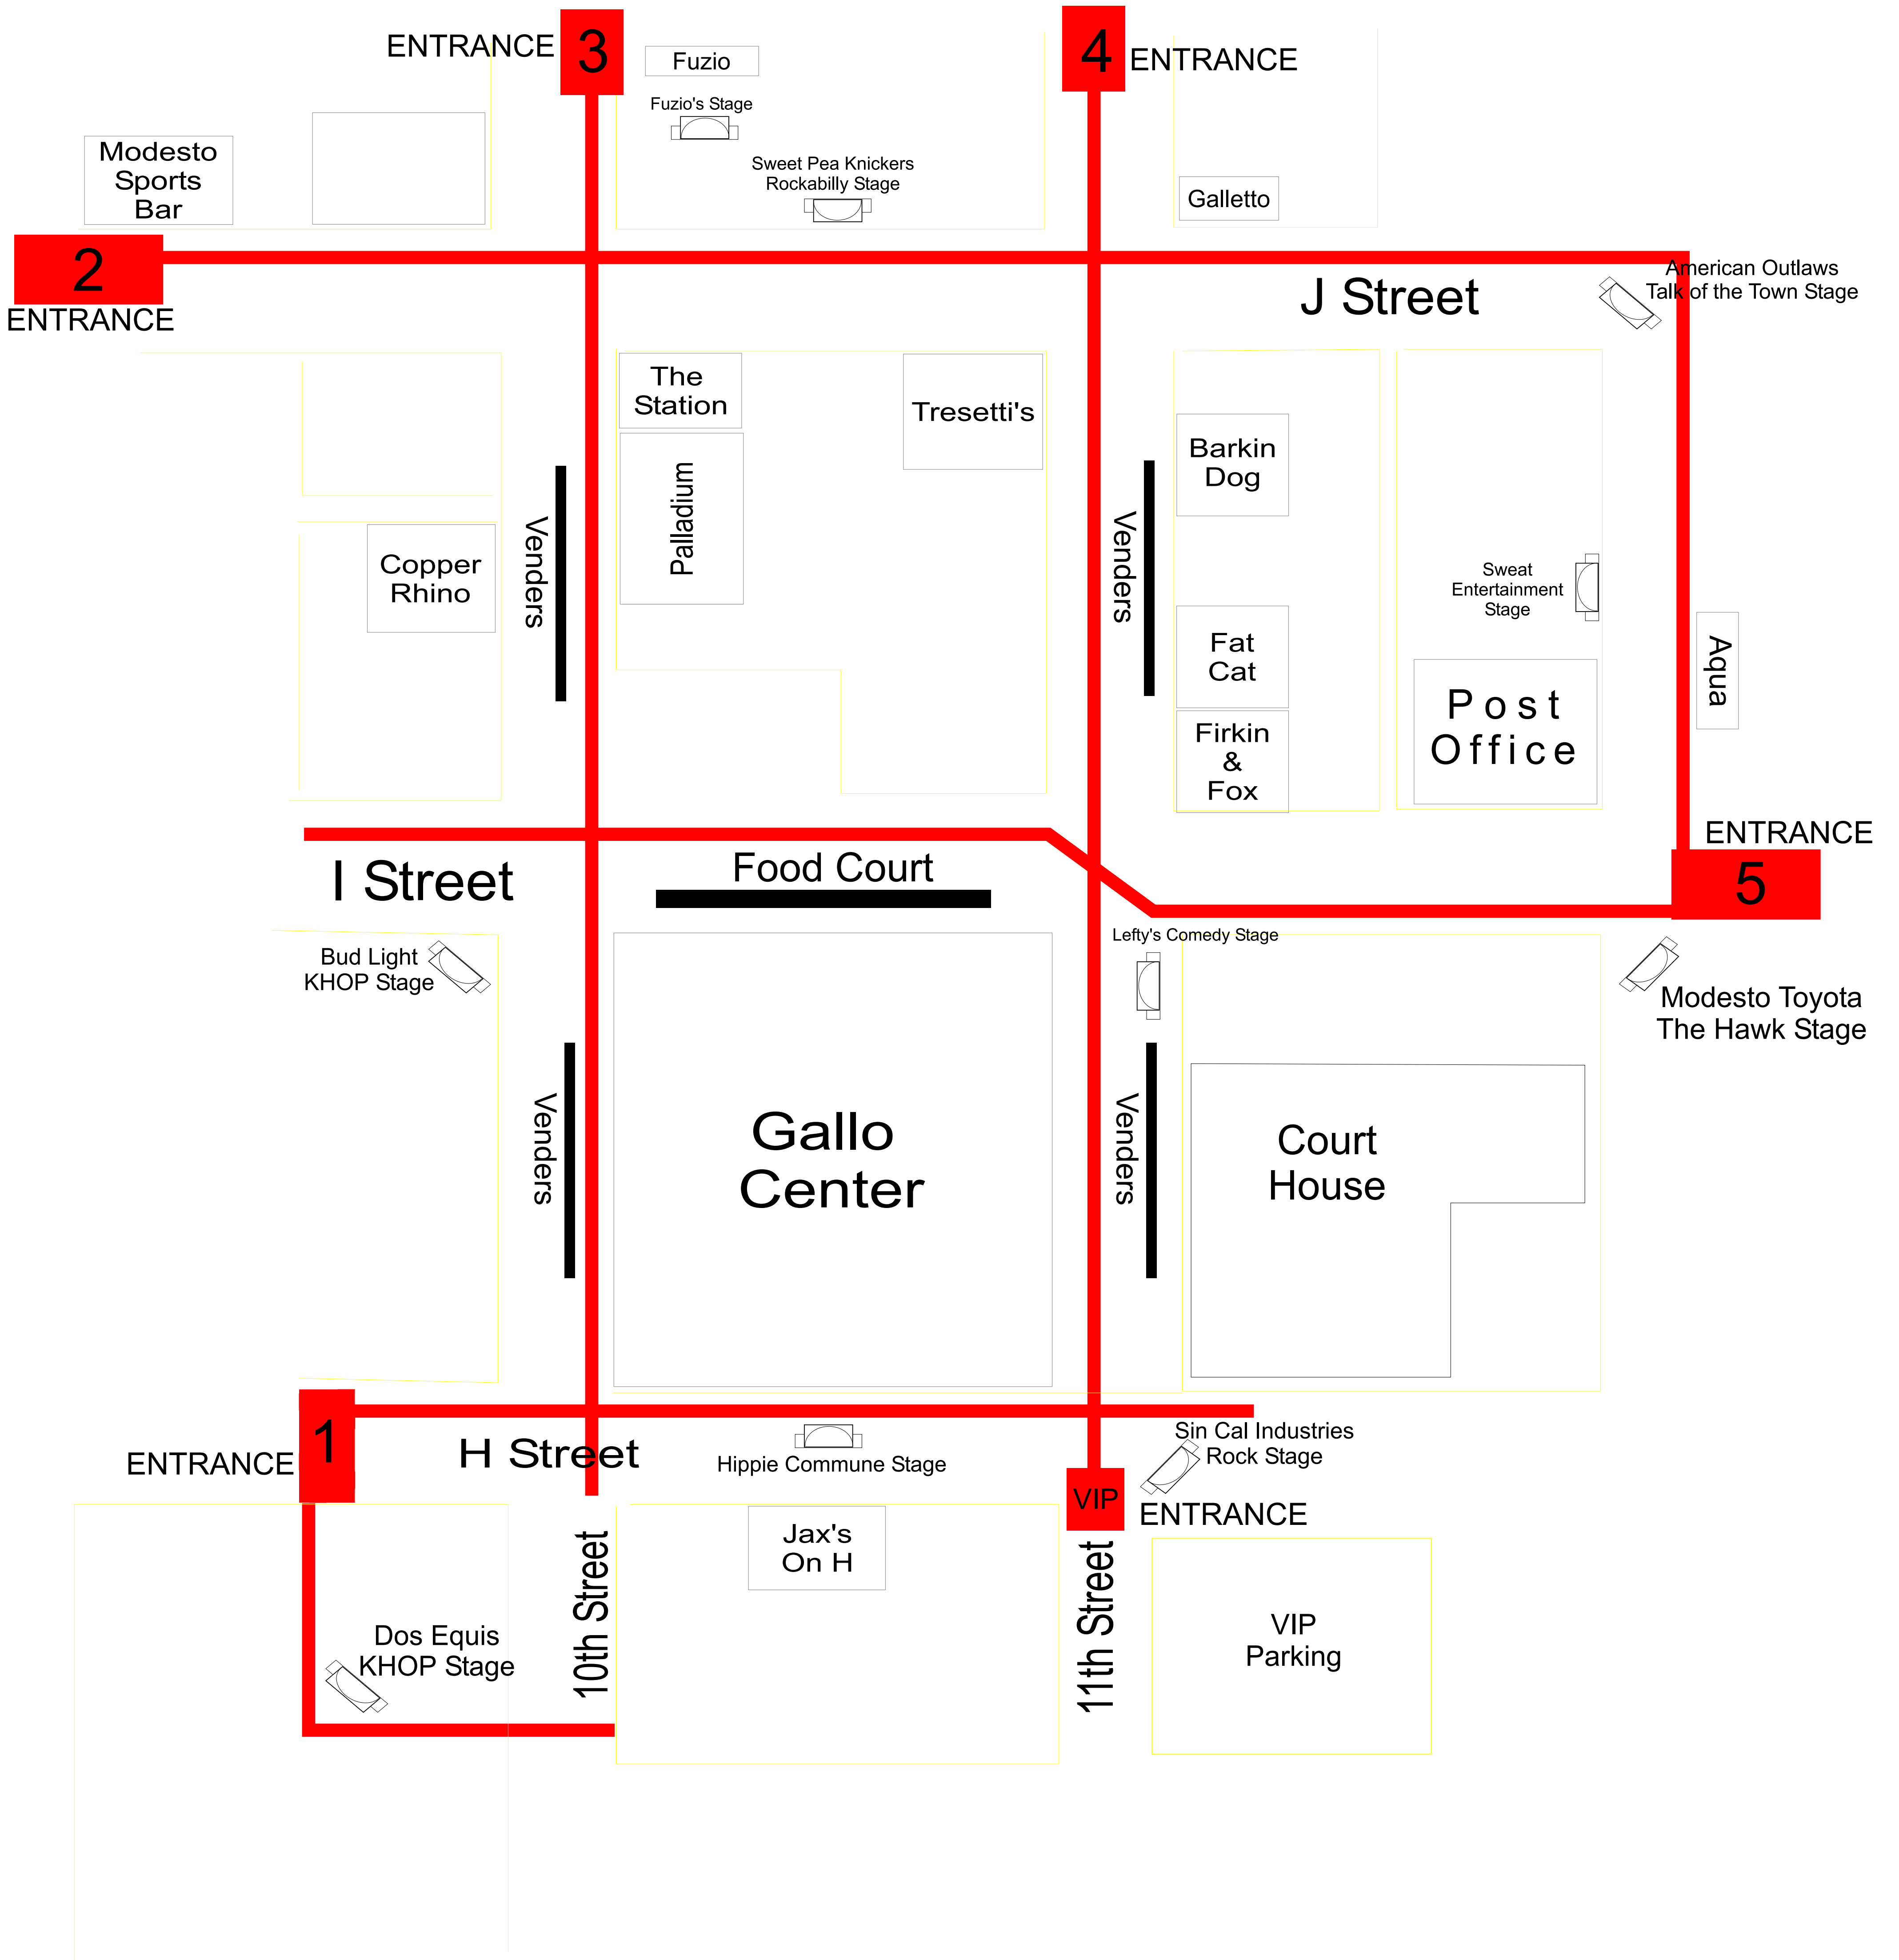 ENTRANCE
3
Fuzio
4
ENTRANCE
Fuzio's Stage
Modesto
Sports
Bar
Sweet Pea Knickers
Rockabilly Stage
Galletto
2
ENTRANCE
J Street
American Outlaws
Talk of the Town Stage
The
Station
Tresetti's
Barkin
Dog
Palladium
Venders
Venders
Copper
Rhino
Sweat
Entertainment
Stage
Fat
Cat
Aqua
Post
Office
Firkin
&
Fox
ENTRANCE
5
I Street
Food Court
Bud Light
KHOP Stage
Lefty's Comedy Stage
Modesto Toyota
The Hawk Stage
Venders
Gallo
Center
Venders
Court
House
1
ENTRANCE
H Street
Hippie Commune Stage
Sin Cal Industries
Rock Stage
VIP
ENTRANCE
Jax's
On H
10th Street
11th Street
Dos Equis
KHOP Stage
VIP
Parking